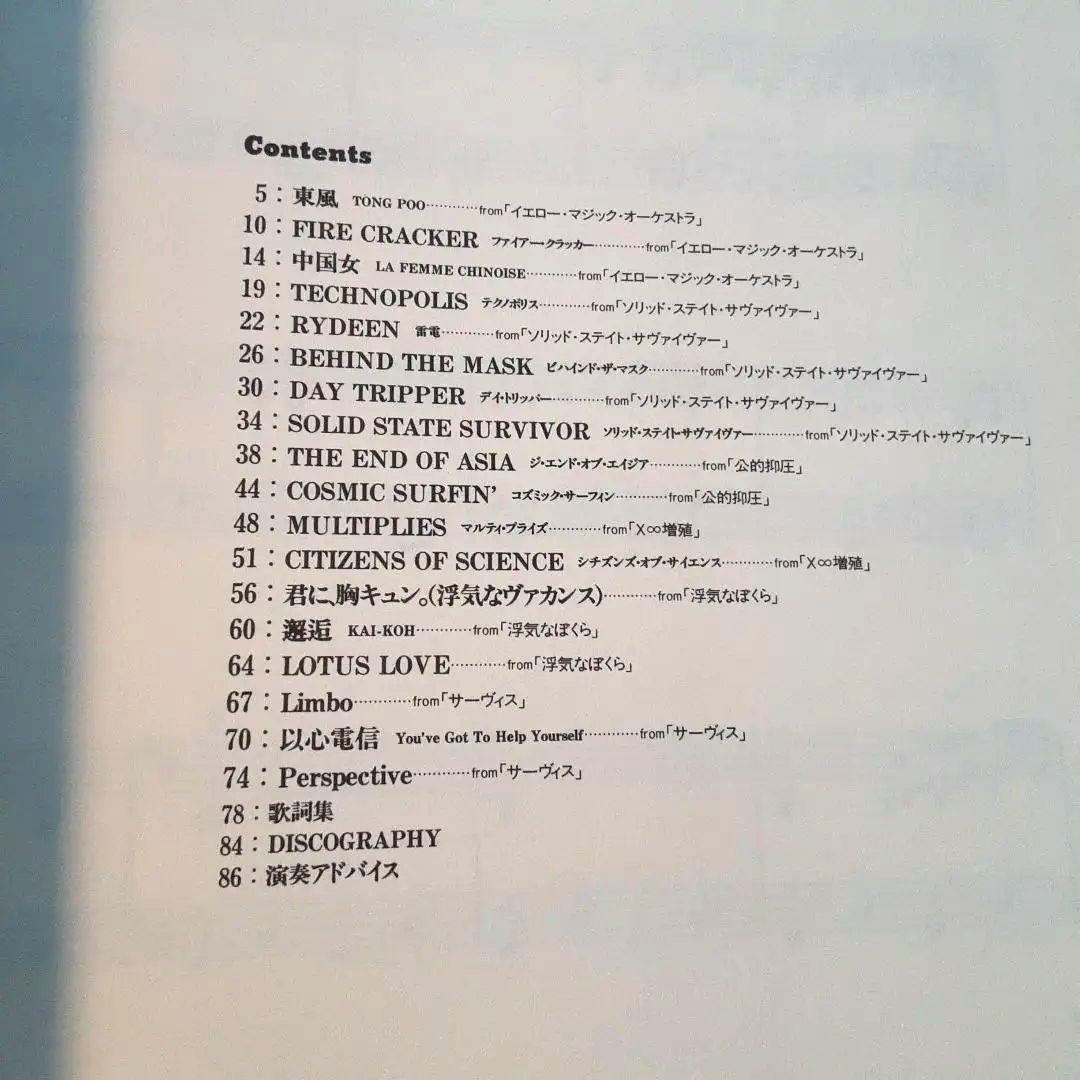 Contents
5：東風 TONG POO…………from「イエロー・マジック・オーケストラ」
10：FIRE CRACKER ファイアー・クラッカー…………from「イエロー・マジック・オーケストラ」
14：中国女 LA FEMME CHINOISE…………from「イエロー・マジック・オーケストラ」
19：TECHNOPOLIS テクノポリス…………from「ソリッド・ステイト・サヴァイヴァー」
22：RYDEEN 雷電…………from「ソリッド・ステイト・サヴァイヴァー」
26：BEHIND THE MASK ビハインド・ザ・マスク…………from「ソリッド・ステイト・サヴァイヴァー」
30：DAY TRIPPER デイ・トリッパー…………from「ソリッド・ステイト・サヴァイヴァー」
34：SOLID STATE SURVIVOR ソリッド・ステイト・サヴァイヴァー…………from「ソリッド・ステイト・サヴァイヴァー」
38：THE END OF ASIA ジ・エンド・オブ・エイジア…………from「公的抑圧」
44：COSMIC SURFIN' コズミック・サーフィン…………from「公的抑圧」
48：MULTIPLIES マルティ・プライズ…………from「X∞増殖」
51：CITIZENS OF SCIENCE シチズンズ・オブ・サイエンス…………from「X∞増殖」
56：君に、胸キュン。(浮気なヴァカンス)…………from「浮気なぼくら」
60：邂逅 KAI-KOH…………from「浮気なぼくら」
64：LOTUS LOVE…………from「浮気なぼくら」
67：Limbo…………from「サーヴィス」
70：以心電信 You've Got To Help Yourself…………from「サーヴィス」
74：Perspective…………from「サーヴィス」
78：歌詞集
84：DISCOGRAPHY
86：演奏アドバイス